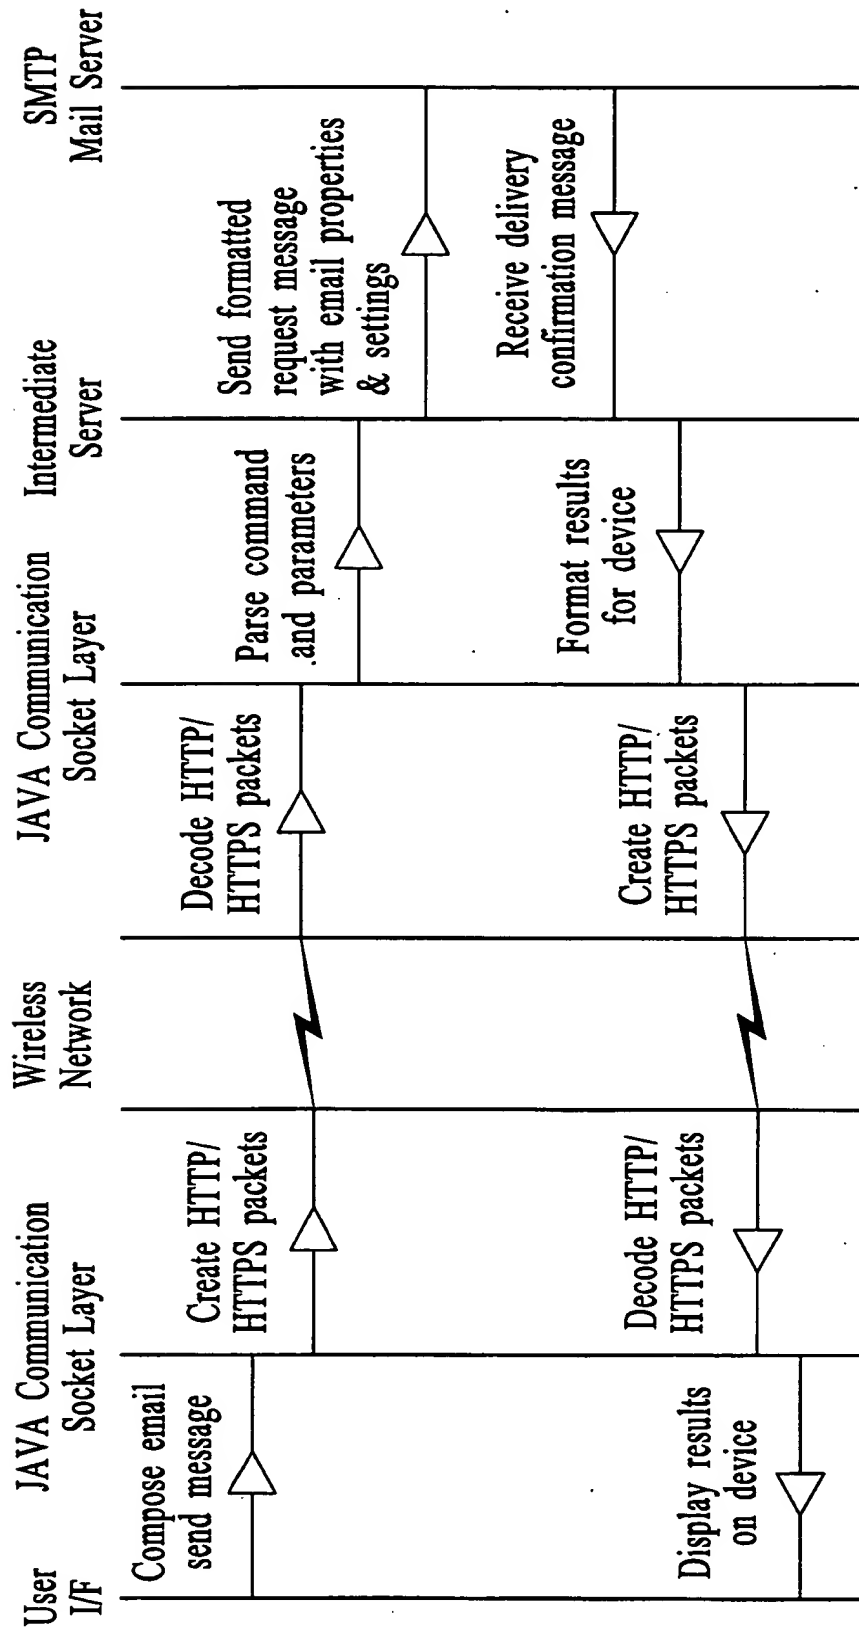 User
I/F
JAVA Communication
Socket Layer
Wireless
Network
JAVA Communication
Socket Layer
Intermediate
Server
SMTP
Mail Server
Compose email
send message
Create HTTP/
HTTPS packets
Decode HTTP/
HTTPS packets
Parse command
and parameters
Send formatted
request message
with email properties
& settings
Receive delivery
confirmation message
Format results
for device
Create HTTP/
HTTPS packets
Decode HTTP/
HTTPS packets
Display results
on device